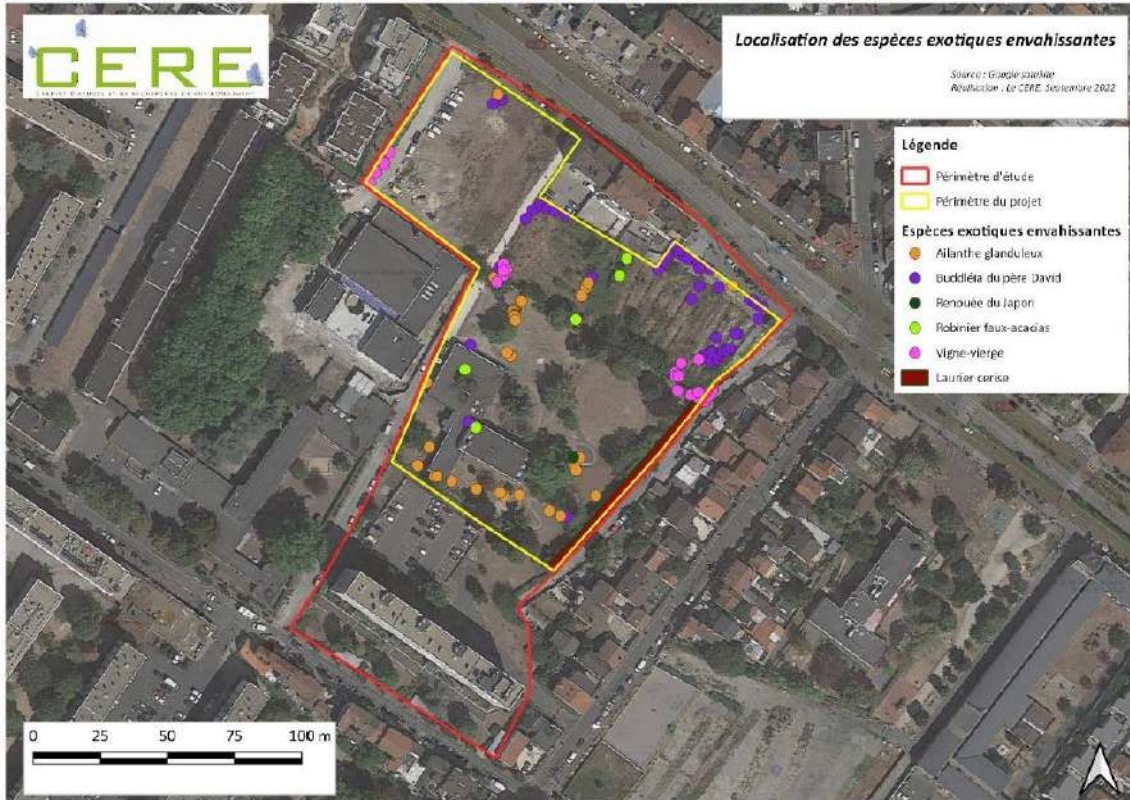 CERE
Localisation des espèces exotiques envahissantes
Source : Google satellite
Réalisation : Le CERE, Septembre 2022
Légende
Périmètre d'étude
Périmètre du projet
Espèces exotiques envahissantes
Ailanthe glanduleux
Buddléia du père David
Renouée du Japon
Robinier faux-acacias
Vigne-vierge
Laurier cerise
0 25 50 75 100 m